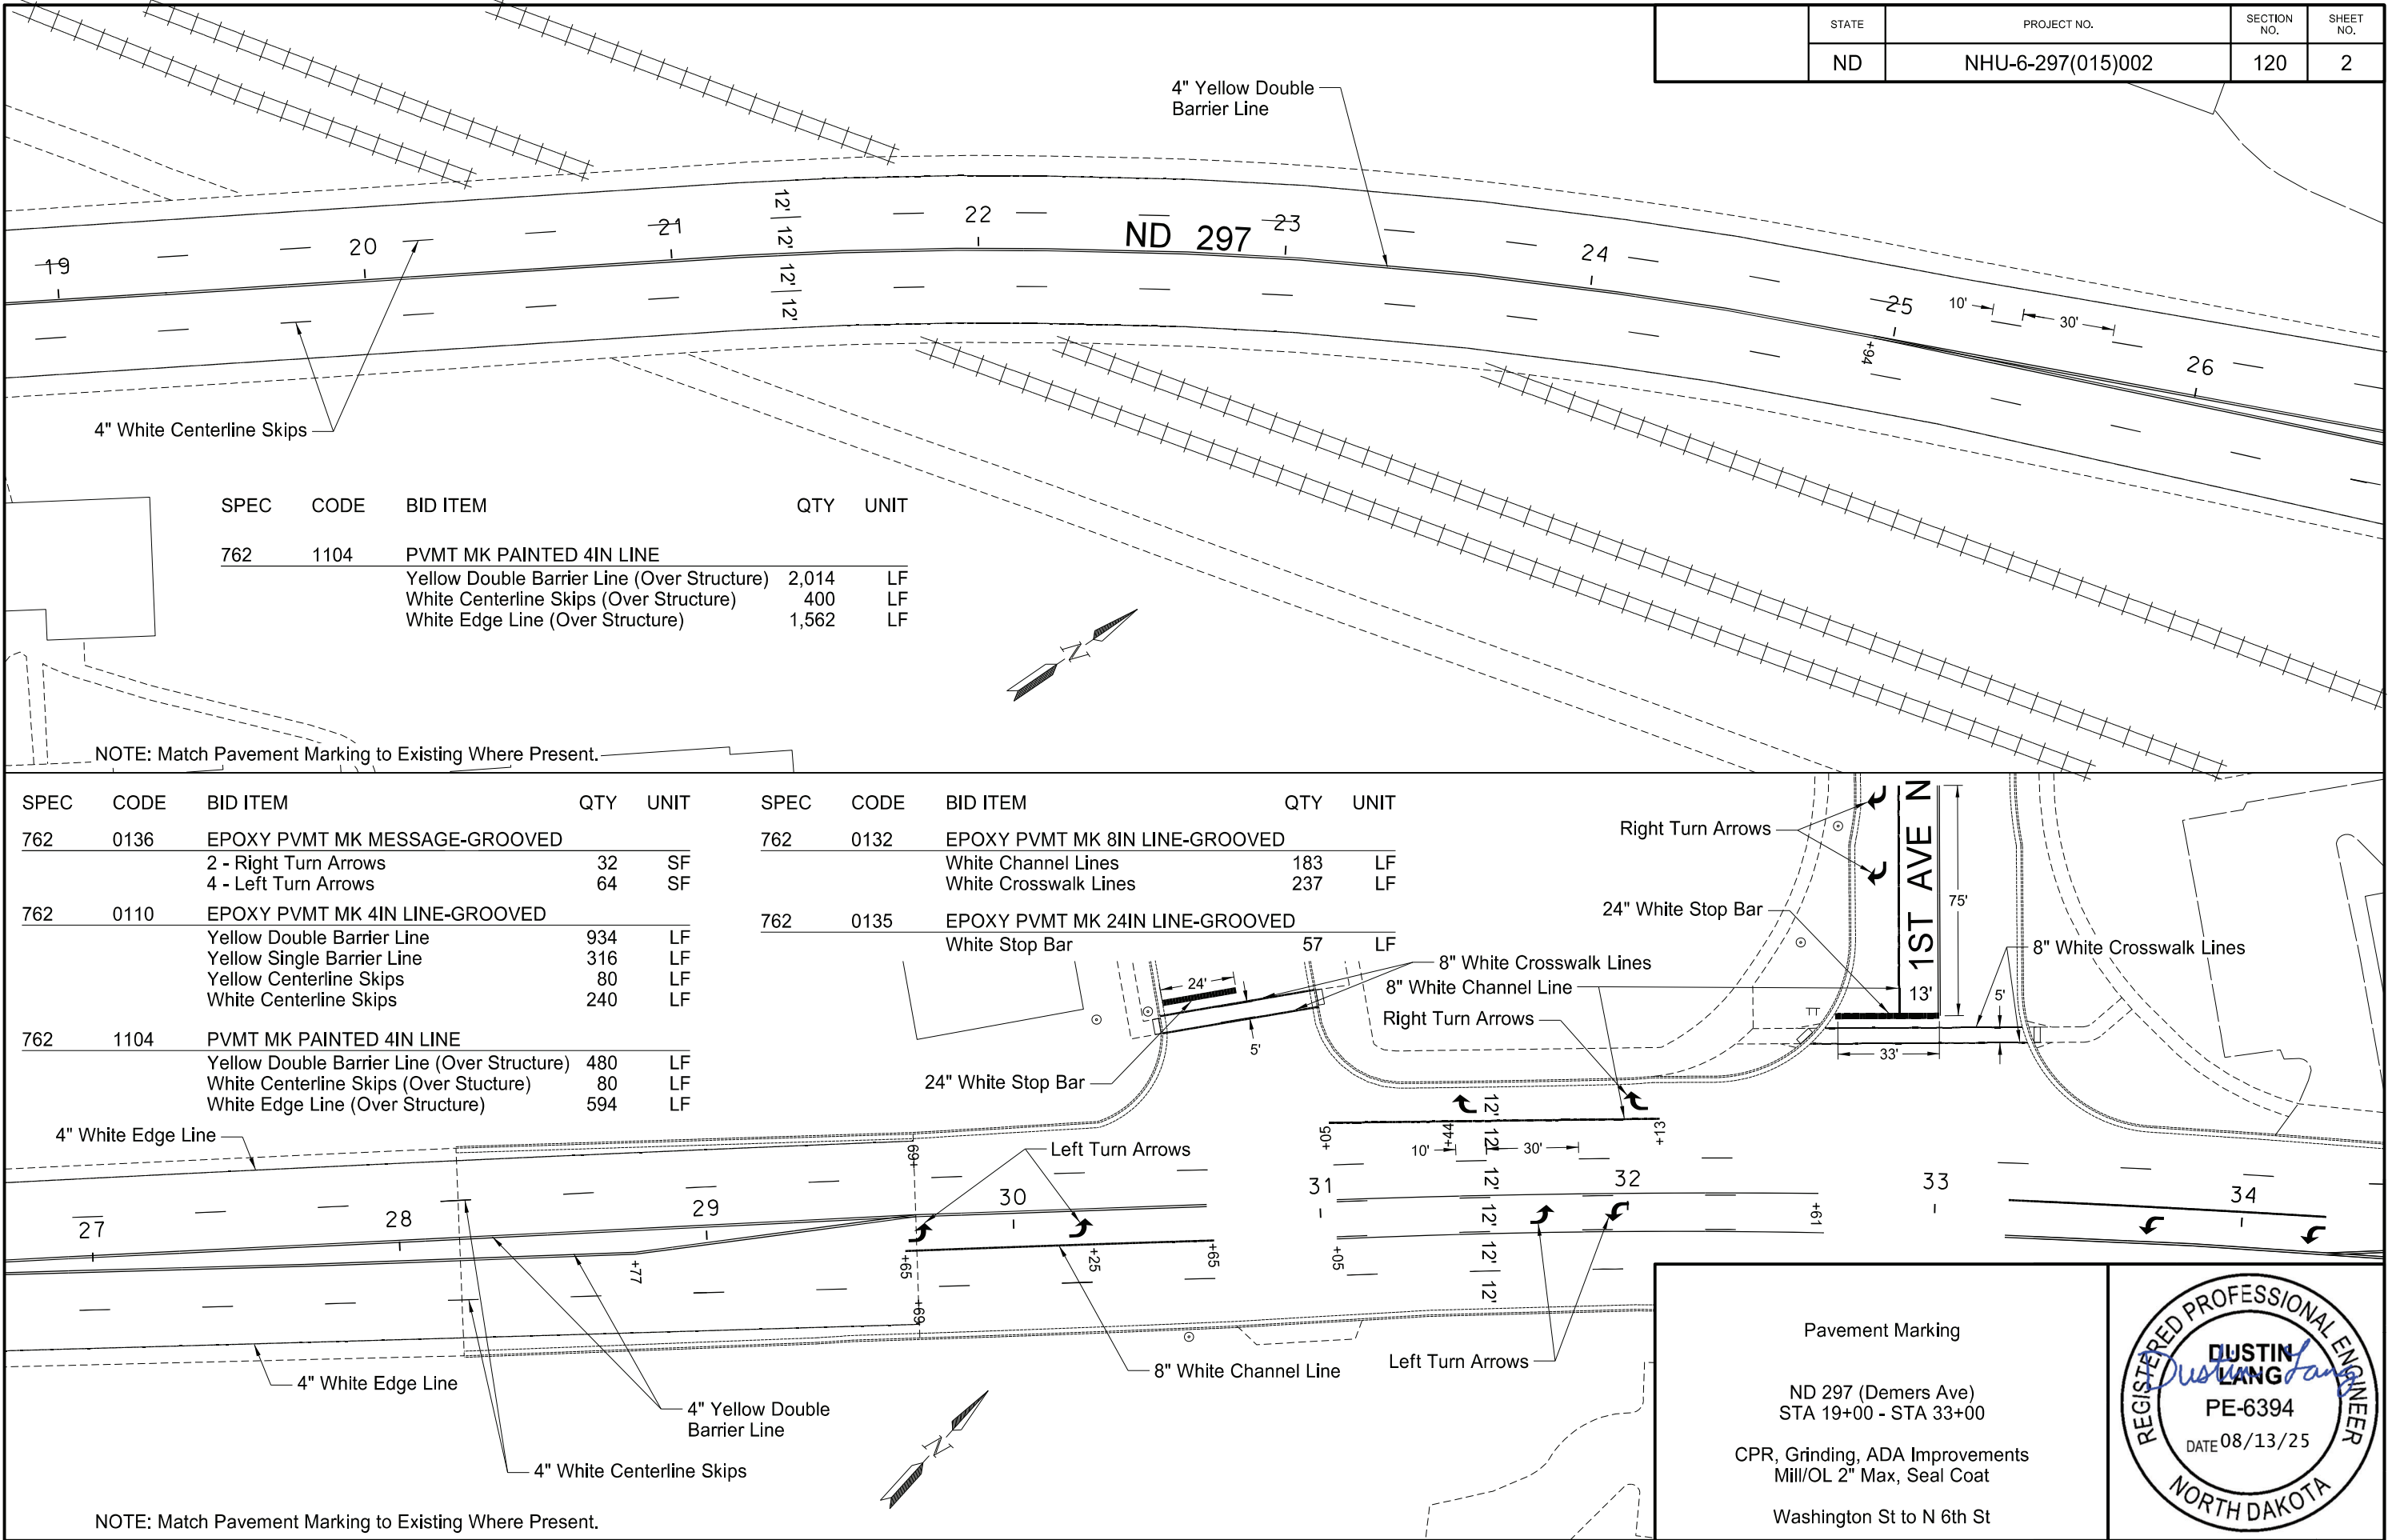 STATE PROJECT NO. SECTION NO. SHEET NO.
ND NHU-6-297(015)002 120 2
4" Yellow Double
Barrier Line
19 20 21 22 23 24 25 26
ND 297
12' 12' 12' 12'
10' 30'
+94
4" White Centerline Skips
SPEC CODE BID ITEM QTY UNIT
762 1104 PVMT MK PAINTED 4IN LINE
Yellow Double Barrier Line (Over Structure) 2,014 LF
White Centerline Skips (Over Structure) 400 LF
White Edge Line (Over Structure) 1,562 LF
N
NOTE: Match Pavement Marking to Existing Where Present.
SPEC CODE BID ITEM QTY UNIT
762 0136 EPOXY PVMT MK MESSAGE-GROOVED
2 - Right Turn Arrows 32 SF
4 - Left Turn Arrows 64 SF
762 0110 EPOXY PVMT MK 4IN LINE-GROOVED
Yellow Double Barrier Line 934 LF
Yellow Single Barrier Line 316 LF
Yellow Centerline Skips 80 LF
White Centerline Skips 240 LF
762 1104 PVMT MK PAINTED 4IN LINE
Yellow Double Barrier Line (Over Structure) 480 LF
White Centerline Skips (Over Stucture) 80 LF
White Edge Line (Over Structure) 594 LF
SPEC CODE BID ITEM QTY UNIT
762 0132 EPOXY PVMT MK 8IN LINE-GROOVED
White Channel Lines 183 LF
White Crosswalk Lines 237 LF
762 0135 EPOXY PVMT MK 24IN LINE-GROOVED
White Stop Bar 57 LF
Right Turn Arrows
1ST AVE N
75'
24" White Stop Bar
8" White Crosswalk Lines
8" White Crosswalk Lines
24'
8" White Channel Line
13'
5'
Right Turn Arrows
TT
5'
33'
24" White Stop Bar
4" White Edge Line
Left Turn Arrows
+69
+05
+44
12' 12' 12' 12' 12' 12'
+13
10' 30'
27 28 29 30 31 32 33 34
+77
+65
+25
+65
+05
+61
+69
4" White Edge Line
8" White Channel Line
Left Turn Arrows
4" Yellow Double
Barrier Line
4" White Centerline Skips
N
NOTE: Match Pavement Marking to Existing Where Present.
Pavement Marking
ND 297 (Demers Ave)
STA 19+00 - STA 33+00
CPR, Grinding, ADA Improvements
Mill/OL 2" Max, Seal Coat
Washington St to N 6th St
REGISTERED PROFESSIONAL ENGINEER
DUSTIN
LANG
Dustin Lang
PE-6394
DATE 08/13/25
NORTH DAKOTA